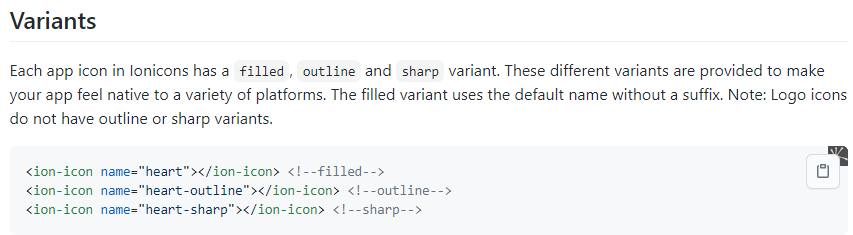 Variants
Each app icon in Ionicons has a filled, outline and sharp variant. These different variants are provided to make
your app feel native to a variety of platforms. The filled variant uses the default name without a suffix. Note: Logo icons
do not have outline or sharp variants.
<ion-icon name="heart"></ion-icon> <!--filled-->
<ion-icon name="heart-outline"></ion-icon> <!--outline-->
<ion-icon name="heart-sharp"></ion-icon> <!--sharp-->